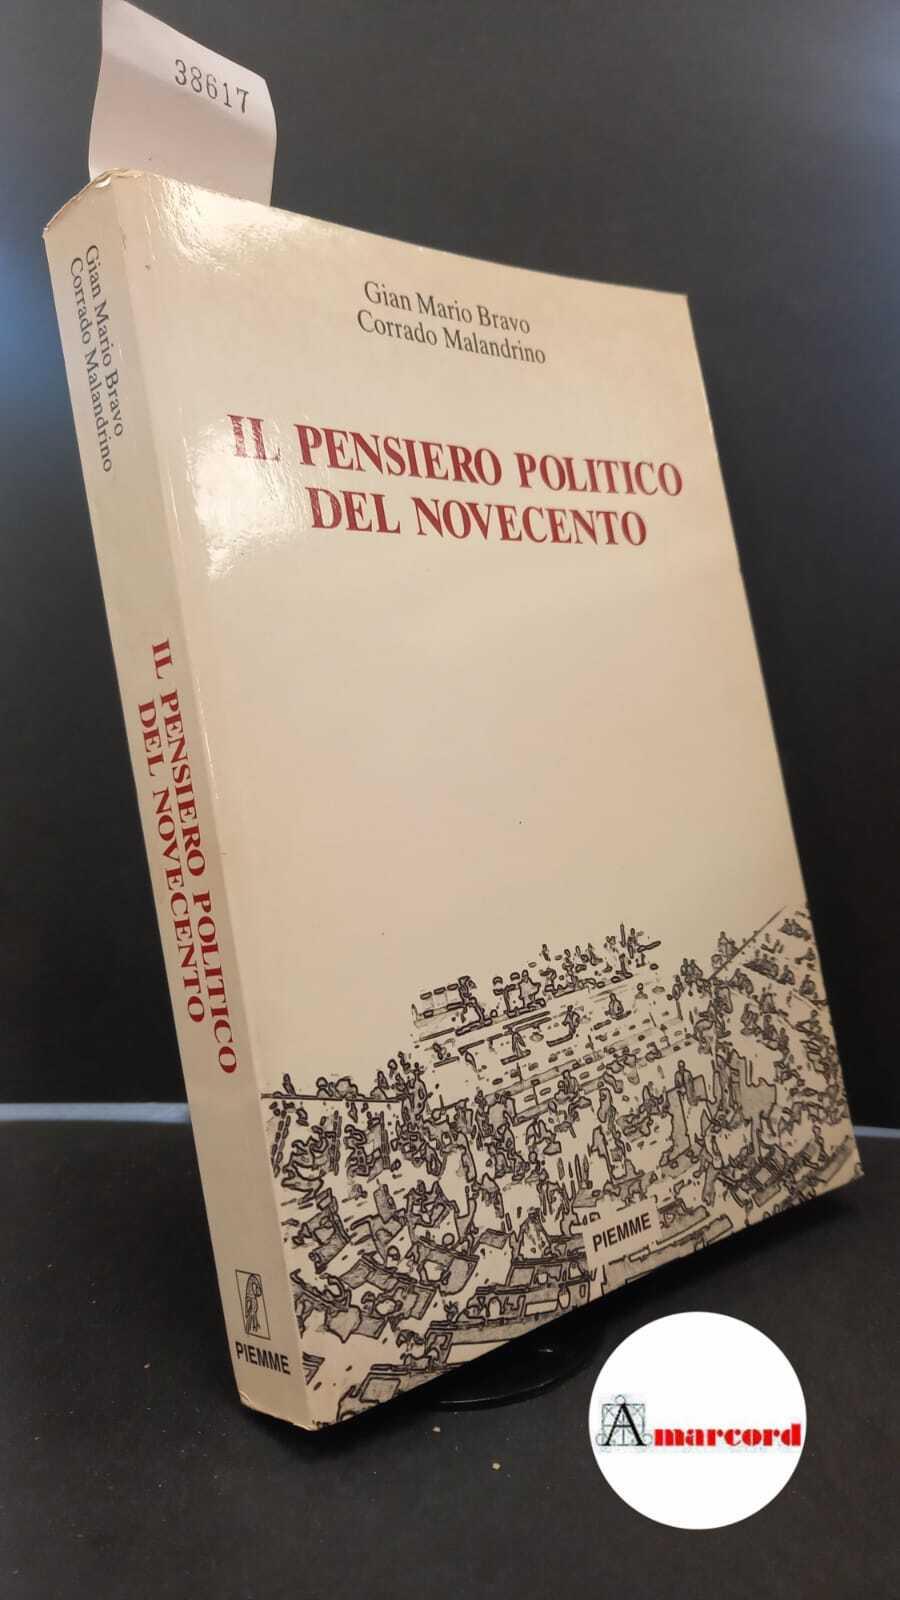 38617
Gian Mario Bravo
Corrado Malandrino
IL PENSIERO POLITICO
DEL NOVECENTO
PIEMME
Gian Mario Bravo
Corrado Malandrino
IL PENSIERO POLITICO
DEL NOVECENTO
PIEMME
Amarcord